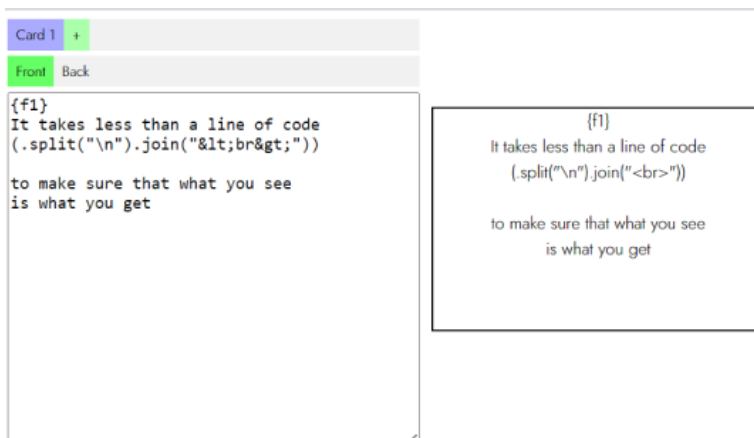 Card 1 +
Front Back
{f1}
It takes less than a line of code
(.split("\n").join("&lt;br&gt;"))
to make sure that what you see
is what you get
{f1}
It takes less than a line of code
(.split("\n").join("<br>"))
to make sure that what you see
is what you get